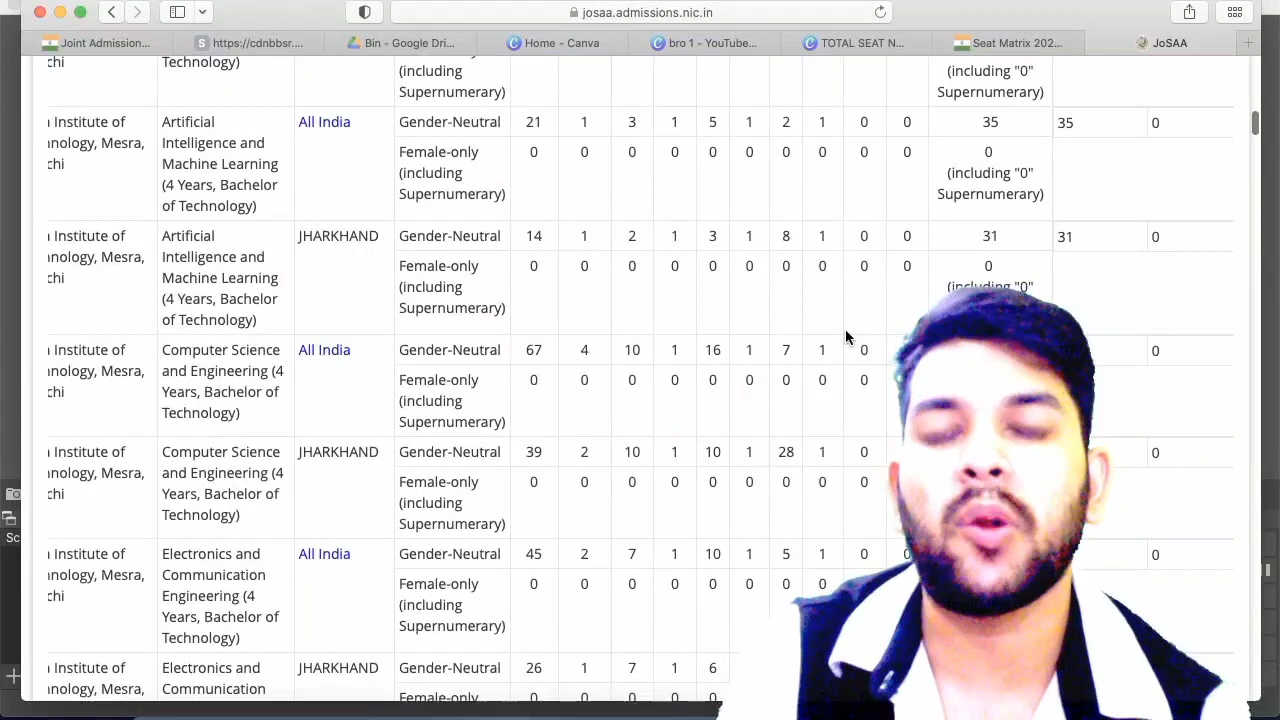 josaa.admissions.nic.in
Joint Admission...
S https://cdnbbsr....
Bin - Google Dri...
Home - Canva
bro 1 - YouTube...
TOTAL SEAT N...
Seat Matrix 202...
JoSAA
chi Technology) (including "0"
Supernumerary) Supernumerary)
Institute of Artificial All India Gender-Neutral 21 1 3 1 5 1 2 1 0 0 35 35 0
nology, Mesra, Intelligence and Female-only 0 0 0 0 0 0 0 0 0 0 0
chi Machine Learning (including (including "0"
(4 Years, Bachelor Supernumerary) Supernumerary)
of Technology)
Institute of Artificial JHARKHAND Gender-Neutral 14 1 2 1 3 1 8 1 0 0 31 31 0
nology, Mesra, Intelligence and Female-only 0 0 0 0 0 0 0 0 0 0 0
chi Machine Learning (including (including "0"
(4 Years, Bachelor Supernumerary)
of Technology)
Institute of Computer Science All India Gender-Neutral 67 4 10 1 16 1 7 1 0 0
nology, Mesra, and Engineering (4 Female-only 0 0 0 0 0 0 0 0 0
chi Years, Bachelor of (including
Technology) Supernumerary)
Institute of Computer Science JHARKHAND Gender-Neutral 39 2 10 1 10 1 28 1 0 0
nology, Mesra, and Engineering (4 Female-only 0 0 0 0 0 0 0 0 0
chi Years, Bachelor of (including
Technology) Supernumerary)
Institute of Electronics and All India Gender-Neutral 45 2 7 1 10 1 5 1 0 0 0
nology, Mesra, Communication Female-only 0 0 0 0 0 0 0 0
chi Engineering (4 (including
Years, Bachelor of Supernumerary)
Technology)
Institute of Electronics and JHARKHAND Gender-Neutral 26 1 7 1 6
nology, Mesra, Communication Female-only 0 0 0 0 0
Sc